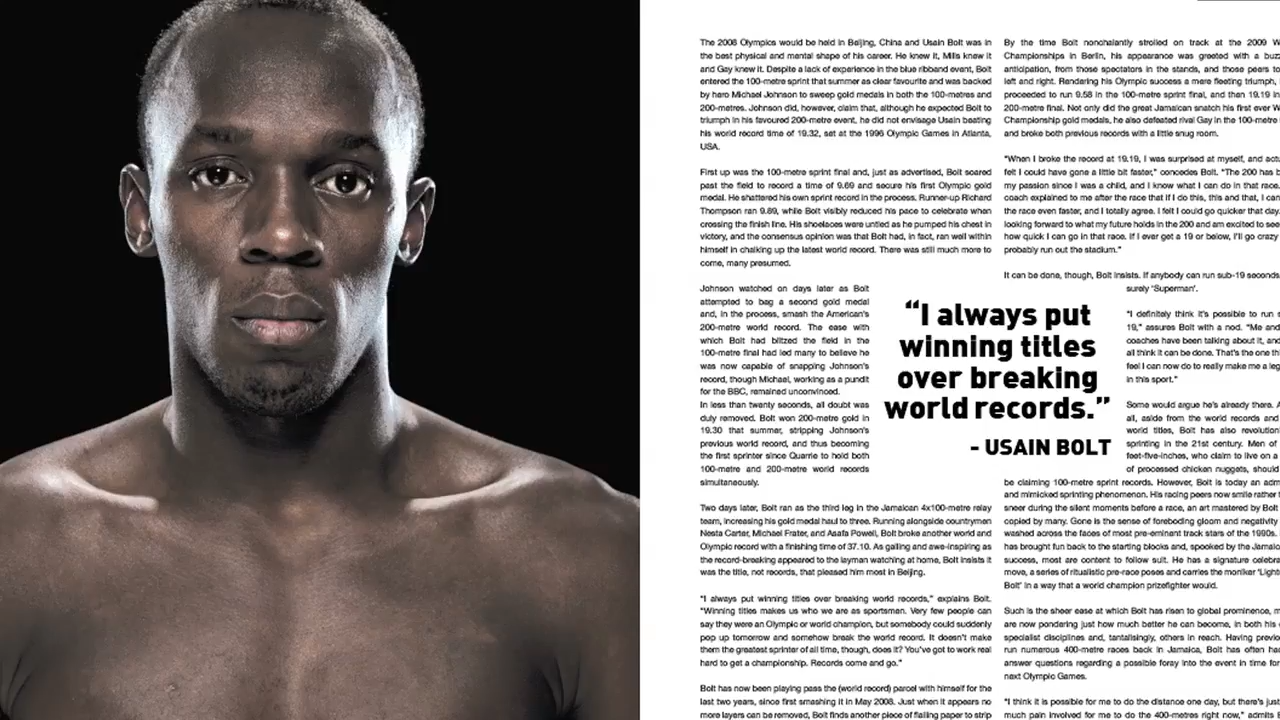 The 2008 Olympics would be held in Beijing, China and Usain Bolt was in
the best physical and mental shape of his career. He knew it, Mills knew it
and Gay knew it. Despite a lack of experience in the blue ribband event, Bolt
entered the 100-metre sprint that summer as clear favourite and was backed
by hero Michael Johnson to sweep gold medals in both the 100-metres and
200-metres. Johnson did, however, claim that, although he expected Bolt to
triumph in his favoured 200-metre event, he did not envisage Usain beating
his world record time of 19.32, set at the 1996 Olympic Games in Atlanta,
USA.
First up was the 100-metre sprint final and, just as advertised, Bolt soared
past the field to record a time of 9.69 and secure his first Olympic gold
medal. He shattered his own sprint record in the process. Runner-up Richard
Thompson ran 9.89, while Bolt visibly reduced his pace to celebrate when
crossing the finish line. His shoelaces were untied as he pumped his chest in
victory, and the consensus opinion was that Bolt had, in fact, ran well within
himself in chalking up the latest world record. There was still much more to
come, many presumed.
Johnson watched on days later as Bolt
attempted to bag a second gold medal
and, in the process, smash the American's
200-metre world record. The ease with
which Bolt had blitzed the field in the
100-metre final had led many to believe he
was now capable of snapping Johnson's
record, though Michael, working as a pundit
for the BBC, remained unconvinced.
In less than twenty seconds, all doubt was
duly removed. Bolt won 200-metre gold in
19.30 that summer, stripping Johnson's
previous world record, and thus becoming
the first sprinter since Quarrie to hold both
100-metre and 200-metre world records
simultaneously.
Two days later, Bolt ran as the third leg in the Jamaican 4x100-metre relay
team, increasing his gold medal haul to three. Running alongside countrymen
Nesta Carter, Michael Frater, and Asafa Powell, Bolt broke another world and
Olympic record with a finishing time of 37.10. As galling and awe-inspiring as
the record-breaking appeared to the layman watching at home, Bolt insists it
was the title, not records, that pleased him most in Beijing.
"I always put winning titles over breaking world records," explains Bolt.
"Winning titles makes us who we are as sportsmen. Very few people can
say they were an Olympic or world champion, but somebody could suddenly
pop up tomorrow and somehow break the world record. It doesn't make
them the greatest sprinter of all time, though, does it? You've got to work real
hard to get a championship. Records come and go."
Bolt has now been playing pass the (world record) parcel with himself for the
last two years, since first smashing it in May 2008. Just when it appears no
more layers can be removed, Bolt finds another piece of flailing paper to strip
“I always put
winning titles
over breaking
world records.”
- USAIN BOLT
By the time Bolt nonchalantly strolled on track at the 2009 W
Championships in Berlin, his appearance was greeted with a buzz
anticipation, from those spectators in the stands, and those peers to
left and right. Rendering his Olympic success a mere fleeting triumph,
proceeded to run 9.58 in the 100-metre sprint final, and then 19.19 in
200-metre final. Not only did the great Jamaican snatch his first ever W
Championship gold medals, he also defeated rival Gay in the 100-metre
and broke both previous records with a little snug room.
"When I broke the record at 19.19, I was surprised at myself, and actu
felt I could have gone a little bit faster," concedes Bolt. "The 200 has b
my passion since I was a child, and I know what I can do in that race.
coach explained to me after the race that if I do this, this and that, I can
the race even faster, and I totally agree. I felt I could go quicker that day
looking forward to what my future holds in the 200 and am excited to see
how quick I can go in that race. If I ever get a 19 or below, I'll go crazy
probably run out the stadium."
It can be done, though, Bolt insists. If anybody can run sub-19 seconds,
surely 'Superman'.
"I definitely think it's possible to run s
19," assures Bolt with a nod. "Me and
coaches have been talking about it, and
all think it can be done. That's the one thi
feel I can now do to really make me a leg
in this sport."
Some would argue he's already there. A
all, aside from the world records and
world titles, Bolt has also revolution
sprinting in the 21st century. Men of
feet-five-inches, who claim to live on a
of processed chicken nuggets, should
be claiming 100-metre sprint records. However, Bolt is today an adm
and mimicked sprinting phenomenon. His racing peers now smile rather
sneer during the silent moments before a race, an art mastered by Bolt
copied by many. Gone is the sense of foreboding gloom and negativity
washed across the faces of most pre-eminent track stars of the 1990s.
has brought fun back to the starting blocks and, spooked by the Jamaic
success, most are content to follow suit. He has a signature celebra
move, a series of ritualistic pre-race poses and carries the moniker 'Light
Bolt' in a way that a world champion prizefighter would.
Such is the sheer ease at which Bolt has risen to global prominence, m
are now pondering just how much better he can become, in both his
specialist disciplines and, tantalisingly, others in reach. Having previo
run numerous 400-metre races back in Jamaica, Bolt has often had
answer questions regarding a possible foray into the event in time for
next Olympic Games.
"I think it is possible for me to do the distance one day, but there's just
much pain involved for me to do the 400-metres right now," admits